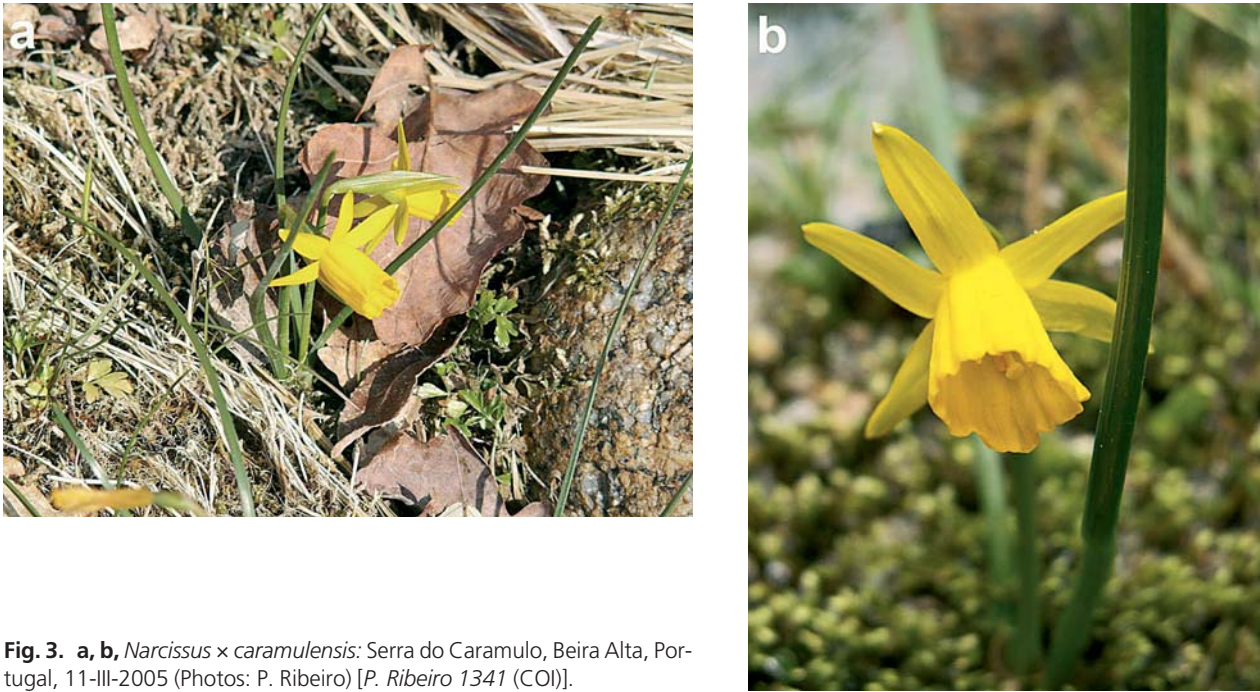 a
b
Fig. 3. a, b, Narcissus × caramulensis: Serra do Caramulo, Beira Alta, Por-
tugal, 11-III-2005 (Photos: P. Ribeiro) [P. Ribeiro 1341 (COI)].